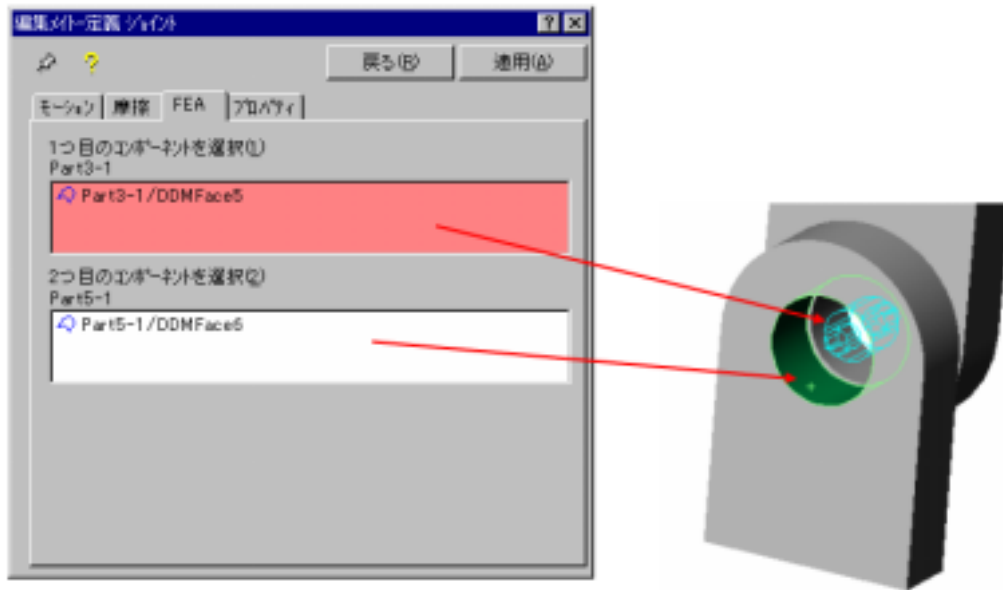 編集メイトー定義 ジョイント
戻る(B) 適用(A)
モーション 摩擦 FEA プロパティ
1つ目のコンポーネントを選択(1)
Part3-1
Part3-1/DDMFace5
2つ目のコンポーネントを選択(2)
Part5-1
Part5-1/DDMFace6